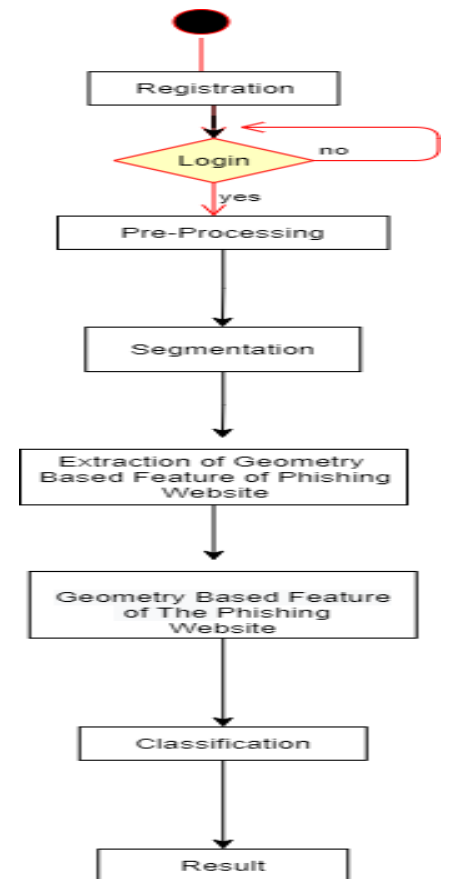 Registration
Login
no
yes
Pre-Processing
Segmentation
Extraction of Geometry
Based Feature of Phishing
Website
Geometry Based Feature
of The Phishing
Website
Classification
Result